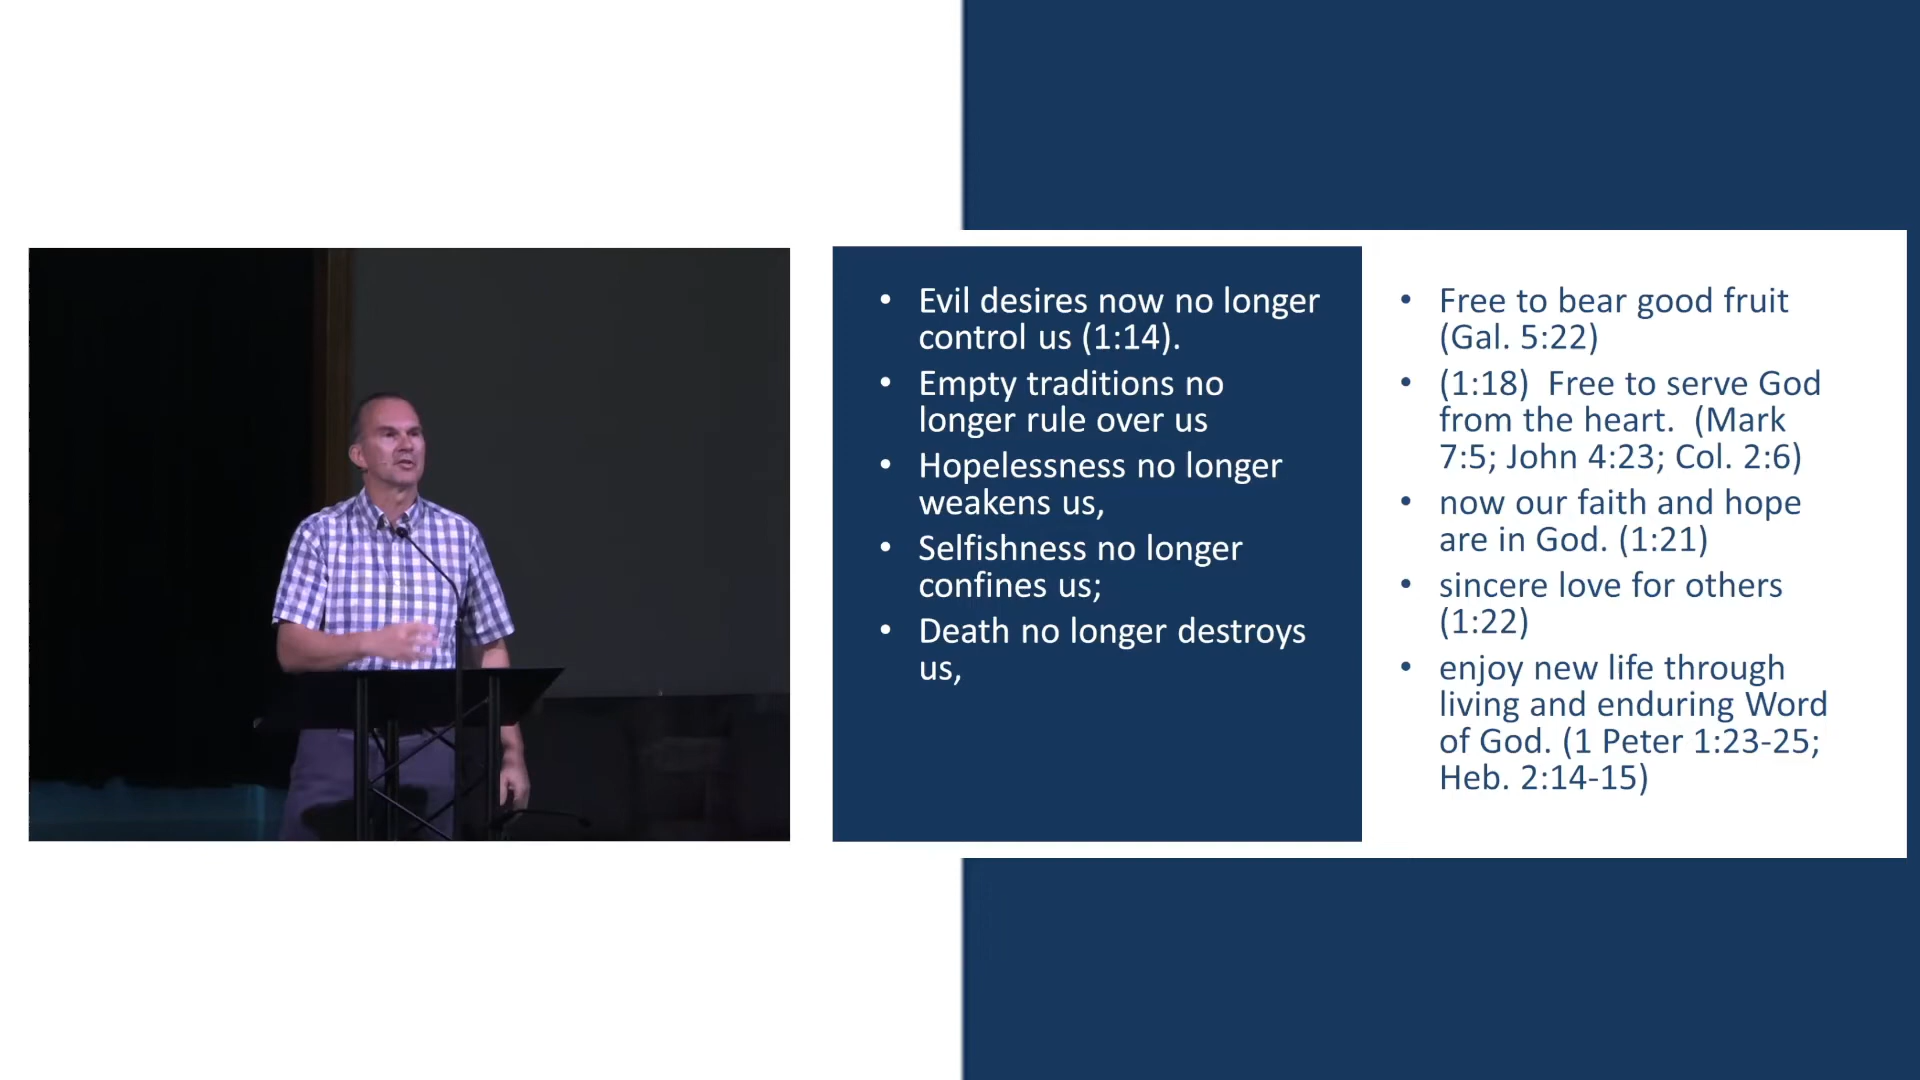 • Evil desires now no longer
control us (1:14).
• Empty traditions no
longer rule over us
• Hopelessness no longer
weakens us,
• Selfishness no longer
confines us;
• Death no longer destroys
us,
• Free to bear good fruit
(Gal. 5:22)
• (1:18)  Free to serve God
from the heart.  (Mark
7:5; John 4:23; Col. 2:6)
• now our faith and hope
are in God. (1:21)
• sincere love for others
(1:22)
• enjoy new life through
living and enduring Word
of God. (1 Peter 1:23-25;
Heb. 2:14-15)